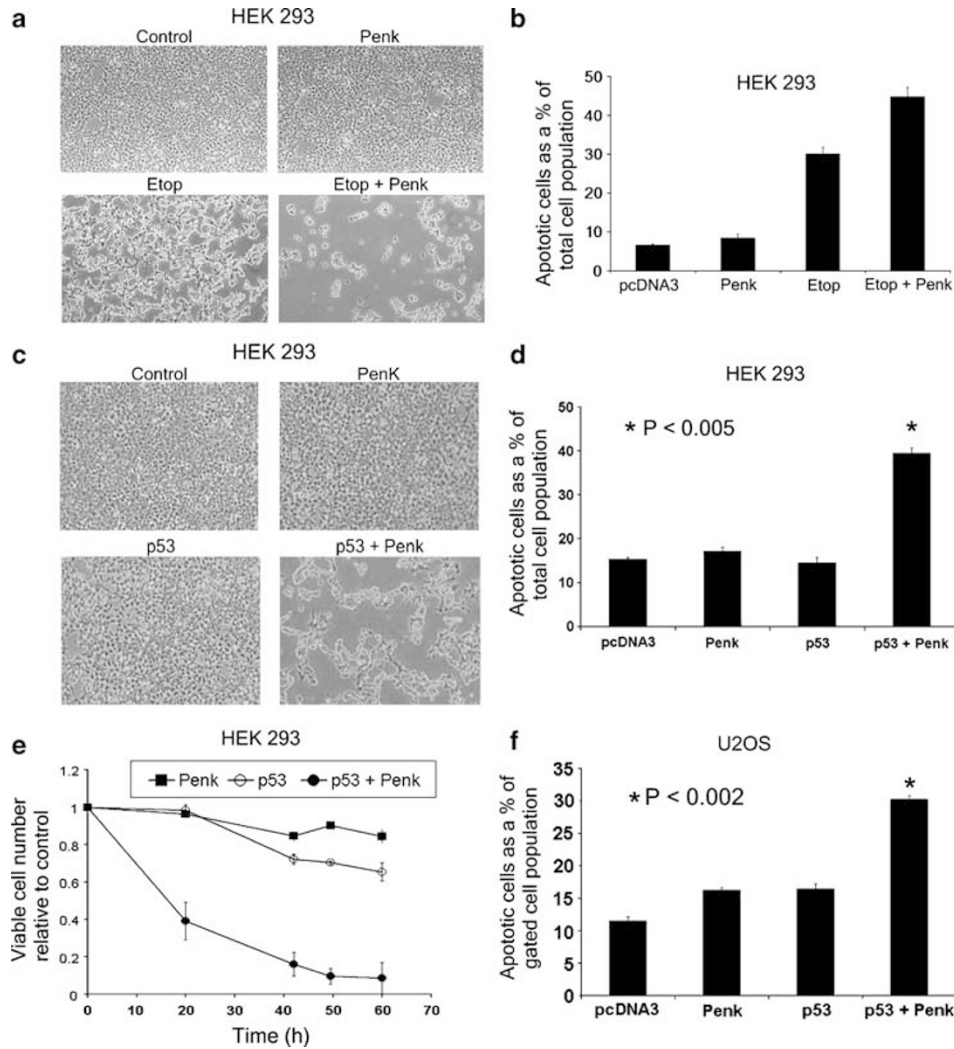 a
HEK 293
Control
Penk
Etop
Etop + Penk
b
HEK 293
Apototic cells as a % of
total cell population
50
40
30
20
10
0
pcDNA3
Penk
Etop
Etop + Penk
c
HEK 293
Control
PenK
p53
p53 + Penk
d
HEK 293
Apototic cells as a % of
total cell population
* P < 0.005
*
50
40
30
20
10
0
pcDNA3
Penk
p53
p53 + Penk
e
HEK 293
Penk p53 p53 + Penk
Viable cell number
relative to control
1.2
1
0.8
0.6
0.4
0.2
0
0 10 20 30 40 50 60 70
Time (h)
f
U2OS
Apototic cells as a % of
gated cell population
* P < 0.002
*
35
30
25
20
15
10
5
0
pcDNA3
Penk
p53
p53 + Penk